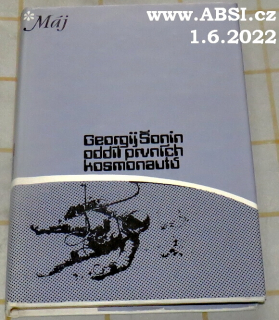 *Máj
www.ABSI.cz
1.6.2022
Georgij Šonin
oddíl prvních
kosmonautů